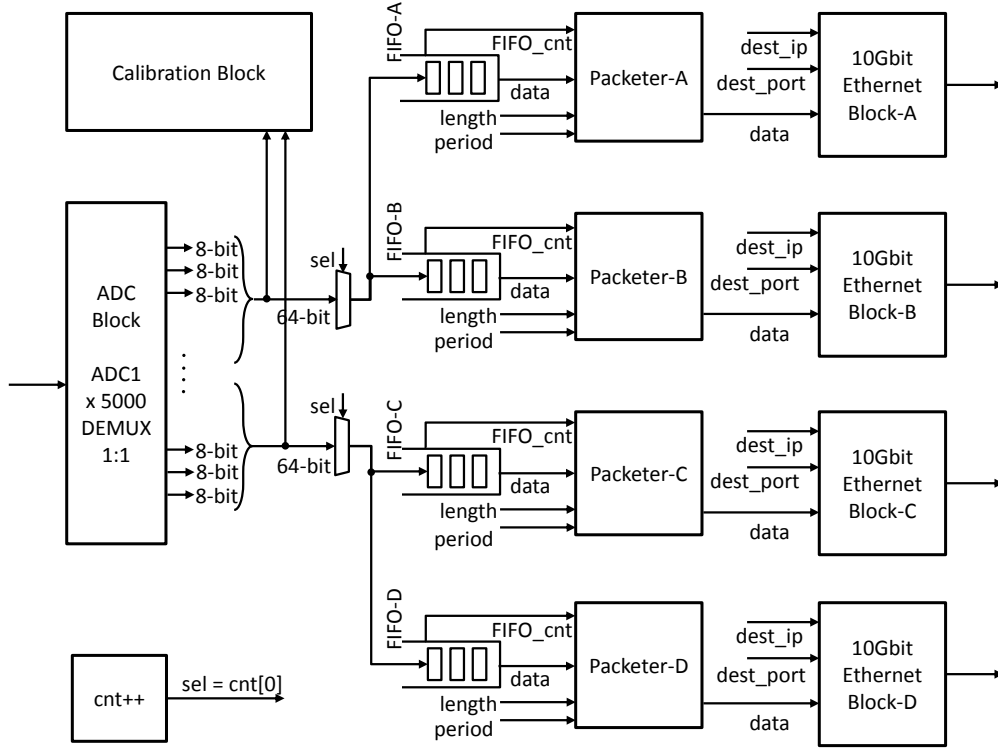 Calibration Block
FIFO-A
FIFO_cnt
data
length
period
Packeter-A
dest_ip
dest_port
data
10Gbit
Ethernet
Block-A
ADC
Block
ADC1
x 5000
DEMUX
1:1
8-bit
8-bit
8-bit
8-bit
8-bit
8-bit
sel
64-bit
FIFO-B
FIFO_cnt
data
length
period
Packeter-B
dest_ip
dest_port
data
10Gbit
Ethernet
Block-B
sel
64-bit
FIFO-C
FIFO_cnt
data
length
period
Packeter-C
dest_ip
dest_port
data
10Gbit
Ethernet
Block-C
FIFO-D
FIFO_cnt
data
length
period
Packeter-D
dest_ip
dest_port
data
10Gbit
Ethernet
Block-D
cnt++
sel = cnt[0]